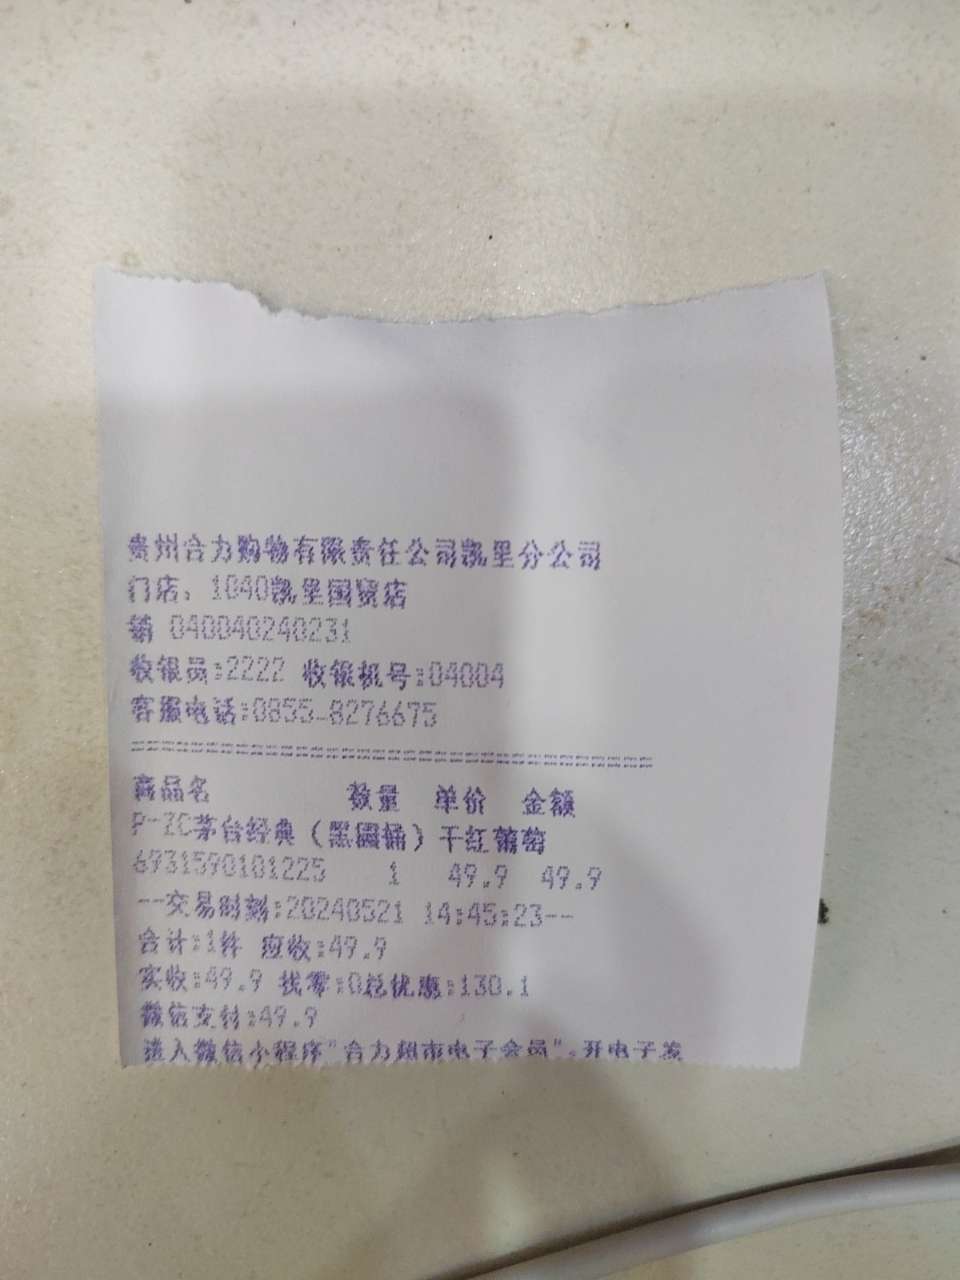 贵州合力购物有限责任公司凯里分公司
门店：1040凯里国贸店
销 040040240231
收银员:2222 收银机号:04004
客服电话:0855-8276675
商品名 数量 单价 金额
P-ZC茅台经典（黑圆桶）干红葡萄
6931590101225 1 49.9 49.9
--交易时刻:20240521 14:45:23--
合计:1件 应收:49.9
实收:49.9 找零:0总优惠:130.1
微信支付:49.9
进入微信小程序"合力超市电子会员",开电子发